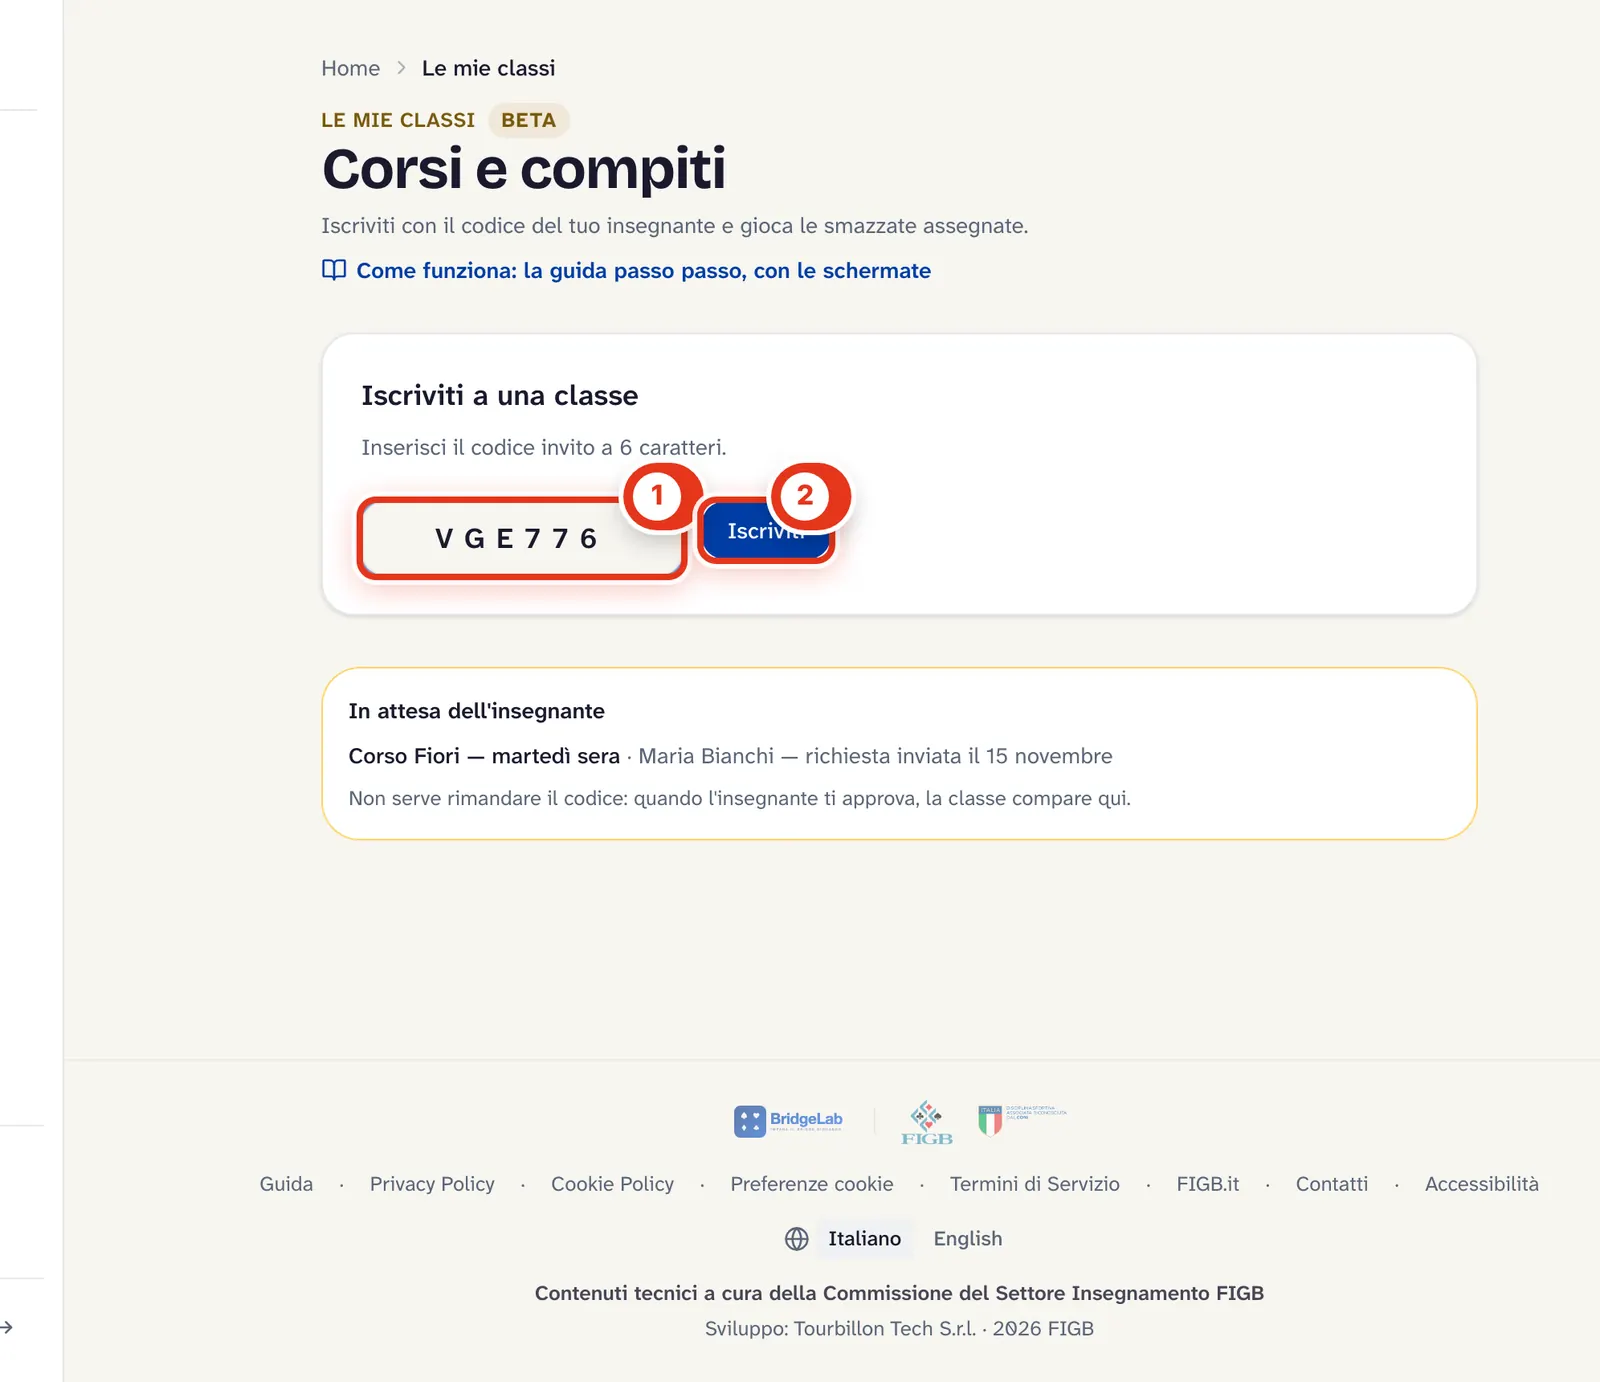 Home > Le mie classi
LE MIE CLASSI BETA
Corsi e compiti
Iscriviti con il codice del tuo insegnante e gioca le smazzate assegnate.
Come funziona: la guida passo passo, con le schermate
Iscriviti a una classe
Inserisci il codice invito a 6 caratteri.
1 2
VGE776 Iscriviti
In attesa dell'insegnante
Corso Fiori — martedì sera · Maria Bianchi — richiesta inviata il 15 novembre
Non serve rimandare il codice: quando l'insegnante ti approva, la classe compare qui.
BridgeLab FIGB ITALIA
Guida · Privacy Policy · Cookie Policy · Preferenze cookie · Termini di Servizio · FIGB.it · Contatti · Accessibilità
Italiano English
Contenuti tecnici a cura della Commissione del Settore Insegnamento FIGB
Sviluppo: Tourbillon Tech S.r.l. · 2026 FIGB